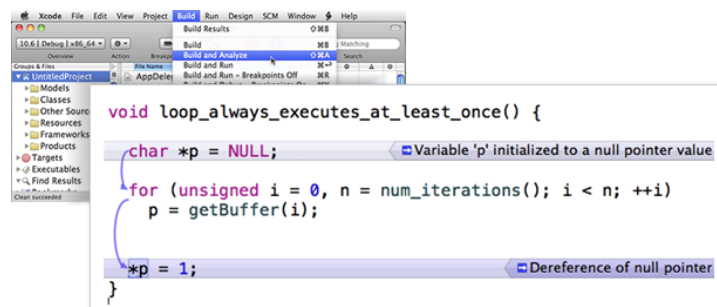 Xcode File Edit View Project Build Run Design SCM Window Help
Build Results ⇧⌘B
10.6 | Debug | x86_64
Build ⌘B
Matching
Overview Action
Build and Analyze ⇧⌘A
Search
Groups & Files
File Name
Build and Run
UntitledProject
Build and Run - Breakpoints Off ⌘R
Models
Classes
Resources
Frameworks
Products
Targets
Executables
Find Results
Clean succeeded
void loop_always_executes_at_least_once() {
char *p = NULL; Variable 'p' initialized to a null pointer value
for (unsigned i = 0, n = num_iterations(); i < n; ++i)
p = getBuffer(i);
*p = 1; Dereference of null pointer
}